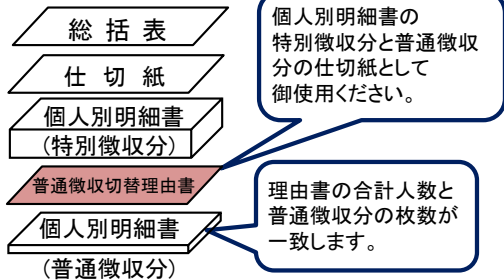 総括表
仕切紙
個人別明細書
(特別徴収分)
普通徴収切替理由書
個人別明細書
(普通徴収分)
個人別明細書の
特別徴収分と普通徴収
分の仕切紙として
御使用ください。
理由書の合計人数と
普通徴収分の枚数が
一致します。